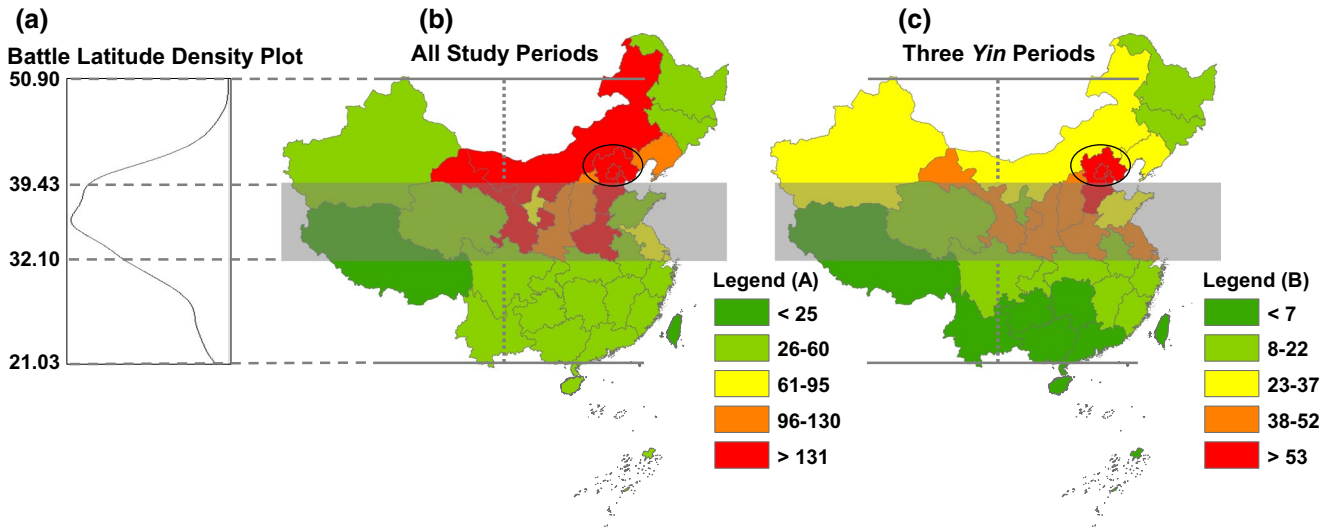 (a)
Battle Latitude Density Plot
50.90
39.43
32.10
21.03
(b)
All Study Periods
Legend (A)
< 25
26-60
61-95
96-130
> 131
(c)
Three Yin Periods
Legend (B)
< 7
8-22
23-37
38-52
> 53